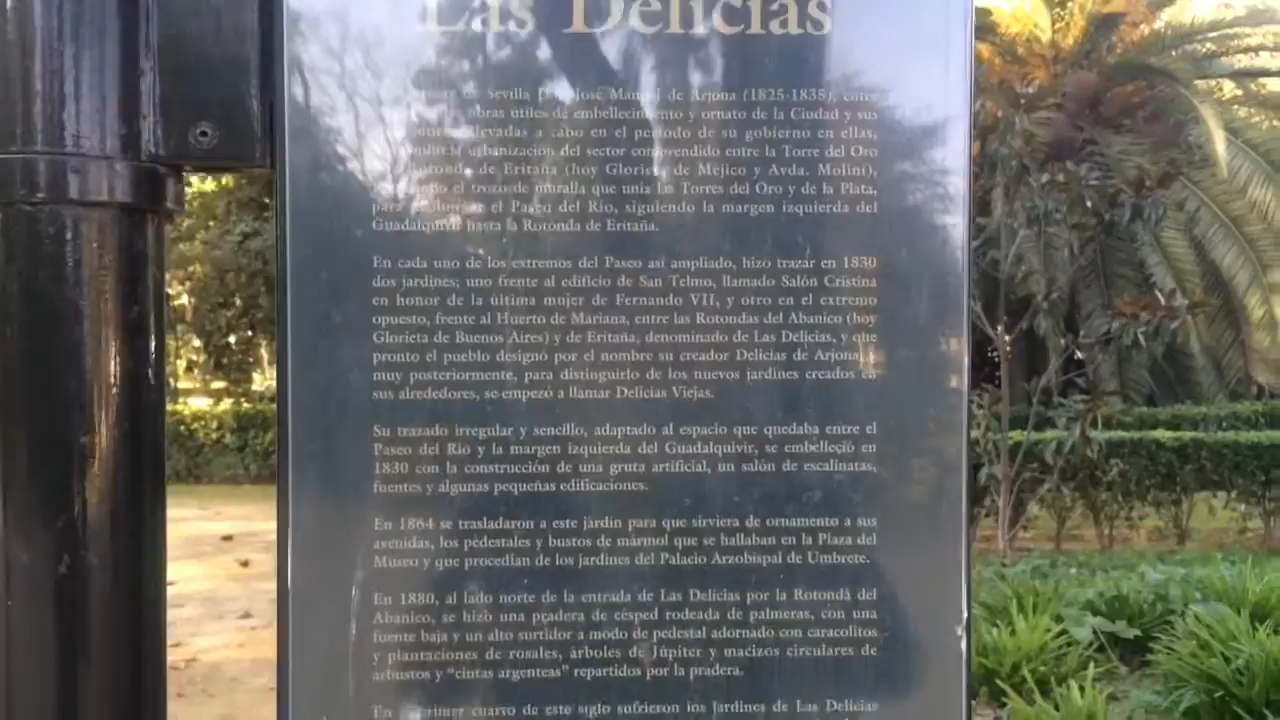 Las Delicias
de Sevilla José Manuel de Arjona (1825-1835), entre
obras útiles de embellecimiento y ornato de la Ciudad y sus
llevadas a cabo en el periodo de su gobierno en ellas,
urbanización del sector comprendido entre la Torre del Oro
de Eritaña (hoy Glorieta de Méjico y Avda. Molini),
el trozo de muralla que unía las Torres del Oro y de la Plata,
para el Paseo del Río, siguiendo la margen izquierda del
Guadalquivir hasta la Rotonda de Eritaña.
En cada uno de los extremos del Paseo así ampliado, hizo trazar en 1830
dos jardines; uno frente al edificio de San Telmo, llamado Salón Cristina
en honor de la última mujer de Fernando VII, y otro en el extremo
opuesto, frente al Huerto de Mariana, entre las Rotondas del Abanico (hoy
Glorieta de Buenos Aires) y de Eritaña, denominado de Las Delicias, y que
pronto el pueblo designó por el nombre su creador Delicias de Arjona,
muy posteriormente, para distinguirlo de los nuevos jardines creados en
sus alrededores, se empezó a llamar Delicias Viejas.
Su trazado irregular y sencillo, adaptado al espacio que quedaba entre el
Paseo del Río y la margen izquierda del Guadalquivir, se embelleció en
1830 con la construcción de una gruta artificial, un salón de escalinatas,
fuentes y algunas pequeñas edificaciones.
En 1864 se trasladaron a este jardín para que sirviera de ornamento a sus
avenidas, los pedestales y bustos de mármol que se hallaban en la Plaza del
Museo y que procedían de los jardines del Palacio Arzobispal de Umbrete.
En 1880, al lado norte de la entrada de Las Delicias por la Rotonda del
Abanico, se hizo una pradera de césped rodeada de palmeras, con una
fuente baja y un alto surtidor a modo de pedestal adornado con caracolitos
y plantaciones de rosales, árboles de Júpiter y macizos circulares de
arbustos y "cintas argenteas" repartidos por la pradera.
En primer cuarto de este siglo sufrieron los Jardines de Las Delicias